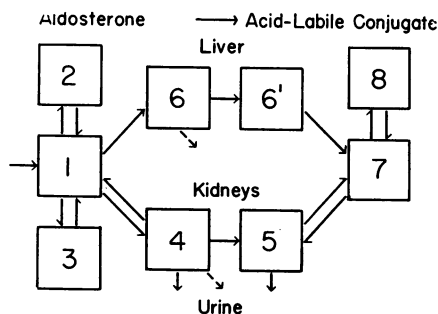 Aldosterone → Acid-Labile Conjugate
Liver
2 6 6' 8
1 7
Kidneys
3 4 5
Urine